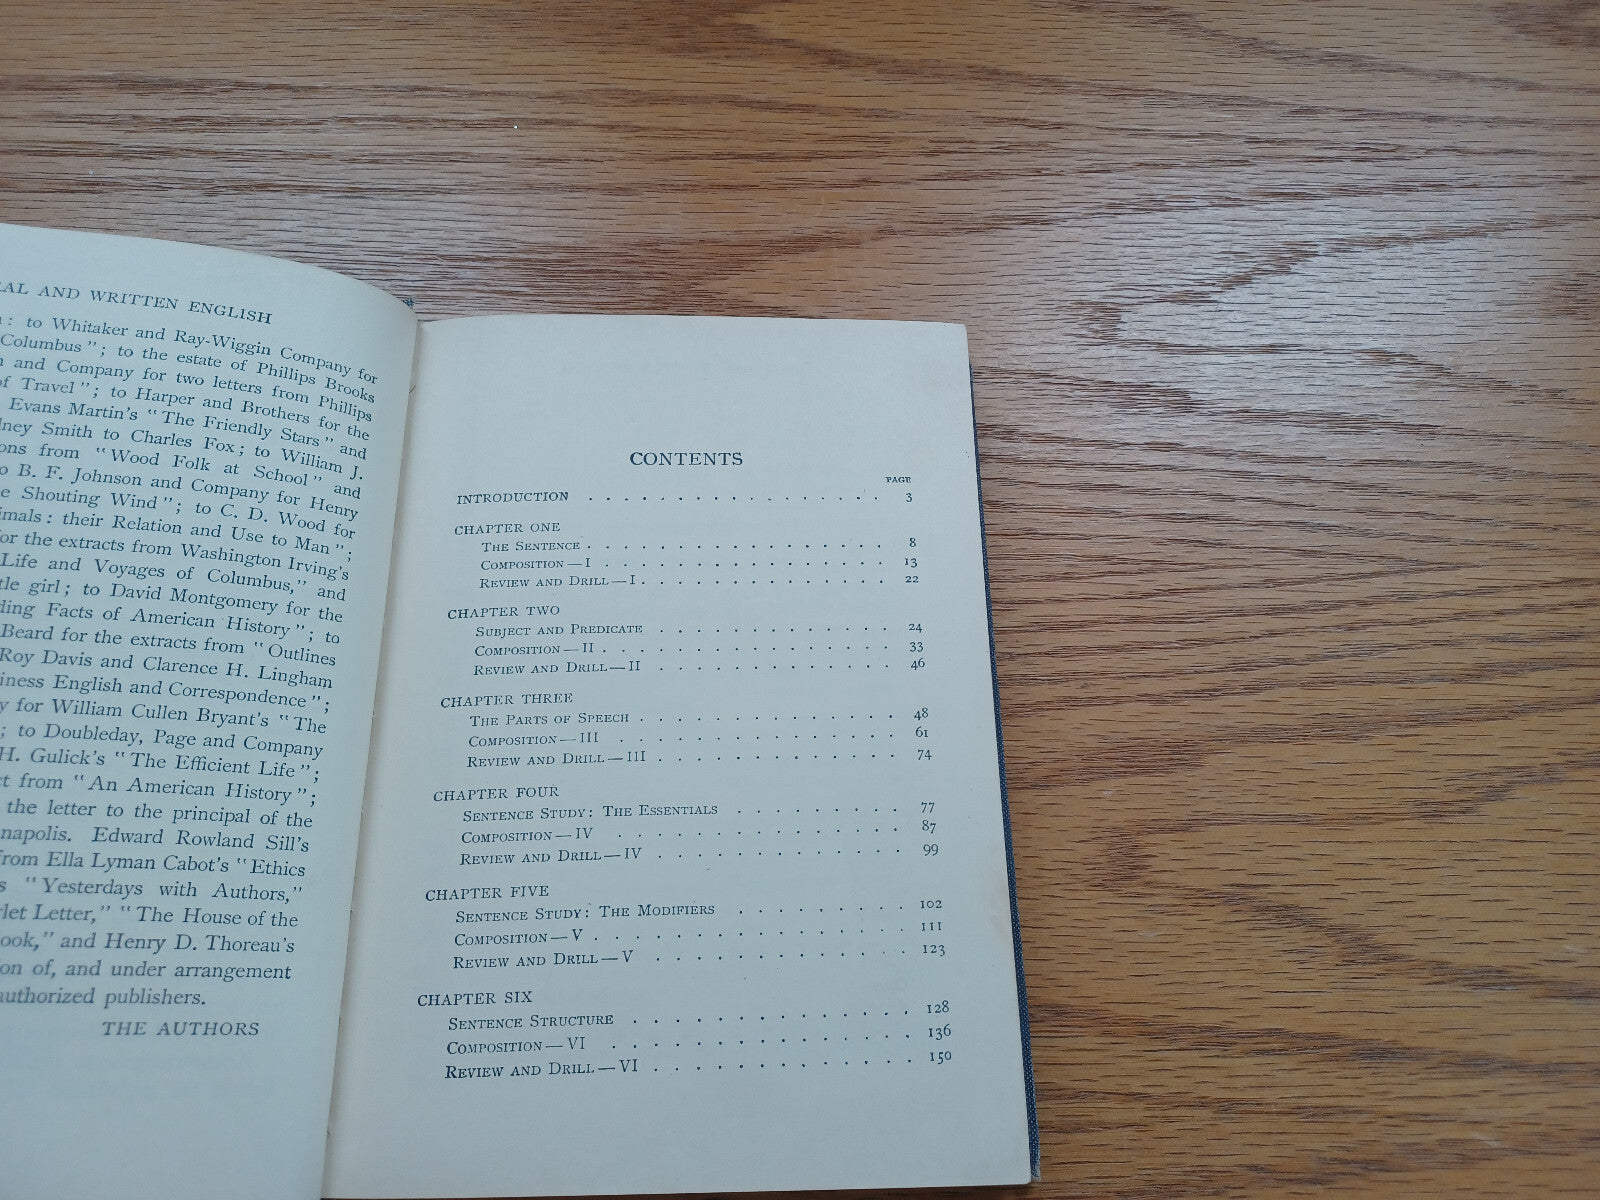 AND WRITTEN ENGLISH
: to Whitaker and Ray-Wiggin Company for
Columbus"; to the estate of Phillips Brooks
and Company for two letters from Phillips
of Travel"; to Harper and Brothers for the
Evans Martin's "The Friendly Stars" and
Smith to Charles Fox; to William J.
from "Wood Folk at School" and
B. F. Johnson and Company for Henry
Shouting Wind"; to C. D. Wood for
: their Relation and Use to Man";
for the extracts from Washington Irving's
Life and Voyages of Columbus," and
girl; to David Montgomery for the
Facts of American History"; to
Beard for the extracts from "Outlines
Roy Davis and Clarence H. Lingham
English and Correspondence";
for William Cullen Bryant's "The
; to Doubleday, Page and Company
H. Gulick's "The Efficient Life";
from "An American History";
the letter to the principal of the
Edward Rowland Sill's
from Ella Lyman Cabot's "Ethics
"Yesterdays with Authors,"
Letter," "The House of the
and Henry D. Thoreau's
of, and under arrangement
authorized publishers.
THE AUTHORS
CONTENTS
PAGE
INTRODUCTION . . . . . . . . . . . . . . . . 3
CHAPTER ONE
THE SENTENCE . . . . . . . . . . . . . . . . 8
COMPOSITION—I . . . . . . . . . . . . . . . 13
REVIEW AND DRILL—I . . . . . . . . . . . . . 22
CHAPTER TWO
SUBJECT AND PREDICATE . . . . . . . . . . . . . 24
COMPOSITION—II . . . . . . . . . . . . . . . 33
REVIEW AND DRILL—II . . . . . . . . . . . . . 46
CHAPTER THREE
THE PARTS OF SPEECH . . . . . . . . . . . . . . 48
COMPOSITION—III . . . . . . . . . . . . . . . 61
REVIEW AND DRILL—III . . . . . . . . . . . . . 74
CHAPTER FOUR
SENTENCE STUDY: THE ESSENTIALS . . . . . . . . . 77
COMPOSITION—IV . . . . . . . . . . . . . . . 87
REVIEW AND DRILL—IV . . . . . . . . . . . . . 99
CHAPTER FIVE
SENTENCE STUDY: THE MODIFIERS . . . . . . . . . 102
COMPOSITION—V . . . . . . . . . . . . . . . . 111
REVIEW AND DRILL—V . . . . . . . . . . . . . 123
CHAPTER SIX
SENTENCE STRUCTURE . . . . . . . . . . . . . . 128
COMPOSITION—VI . . . . . . . . . . . . . . . 136
REVIEW AND DRILL—VI . . . . . . . . . . . . . 150